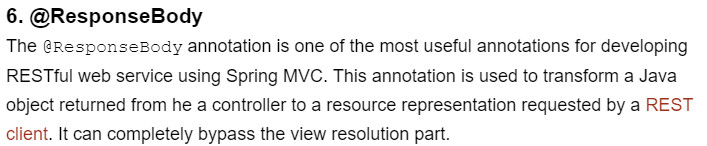 6. @ResponseBody
The @ResponseBody annotation is one of the most useful annotations for developing
RESTful web service using Spring MVC. This annotation is used to transform a Java
object returned from he a controller to a resource representation requested by a REST
client. It can completely bypass the view resolution part.